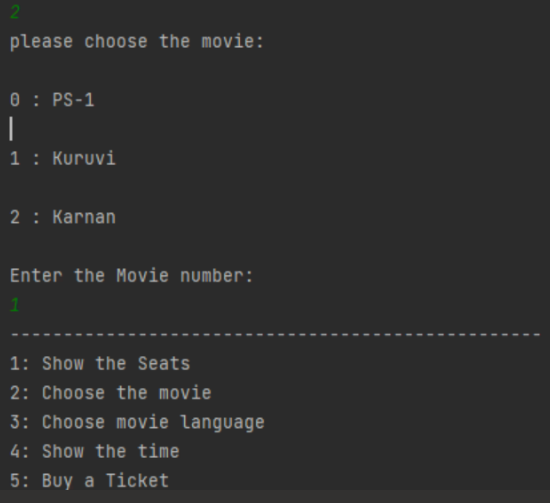 2
please choose the movie:
0 : PS-1
1 : Kuruvi
2 : Karnan
Enter the Movie number:
1
--------------------------------------------------
1: Show the Seats
2: Choose the movie
3: Choose movie language
4: Show the time
5: Buy a Ticket